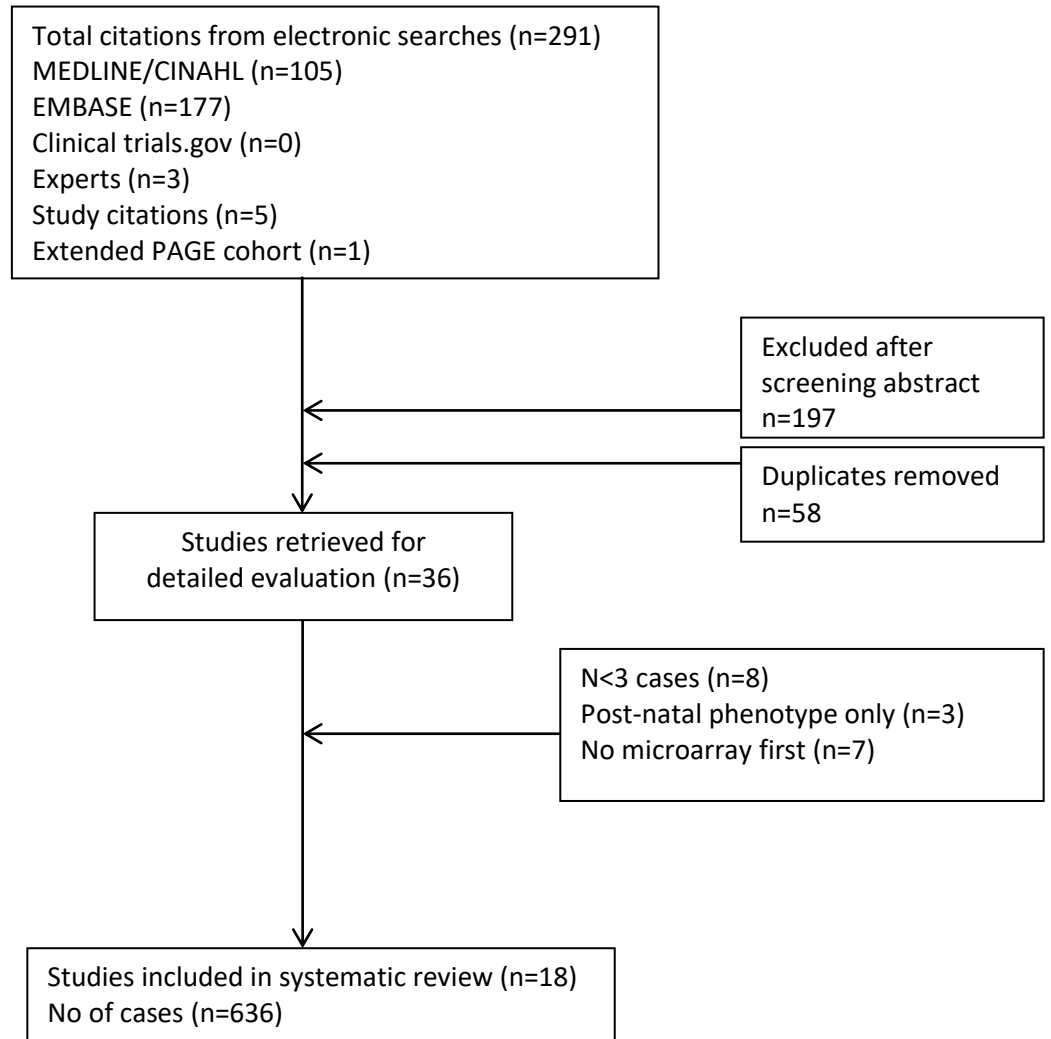 Total citations from electronic searches (n=291)
MEDLINE/CINAHL (n=105)
EMBASE (n=177)
Clinical trials.gov (n=0)
Experts (n=3)
Study citations (n=5)
Extended PAGE cohort (n=1)
Excluded after
screening abstract
n=197
Duplicates removed
n=58
Studies retrieved for
detailed evaluation (n=36)
N<3 cases (n=8)
Post-natal phenotype only (n=3)
No microarray first (n=7)
Studies included in systematic review (n=18)
No of cases (n=636)